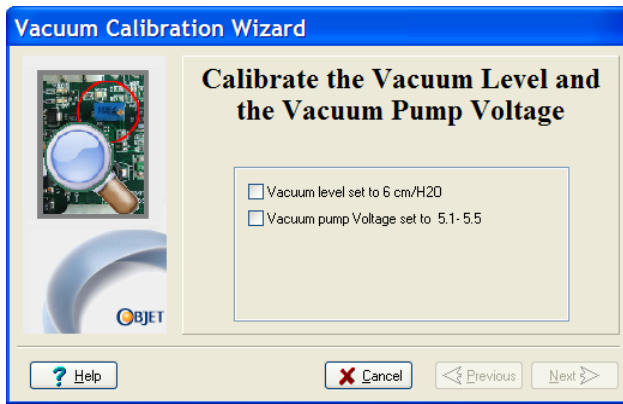 Vacuum Calibration Wizard
Calibrate the Vacuum Level and
the Vacuum Pump Voltage
Vacuum level set to 6 cm/H2O
Vacuum pump Voltage set to 5.1- 5.5
OBJET
Help
Cancel
Previous
Next